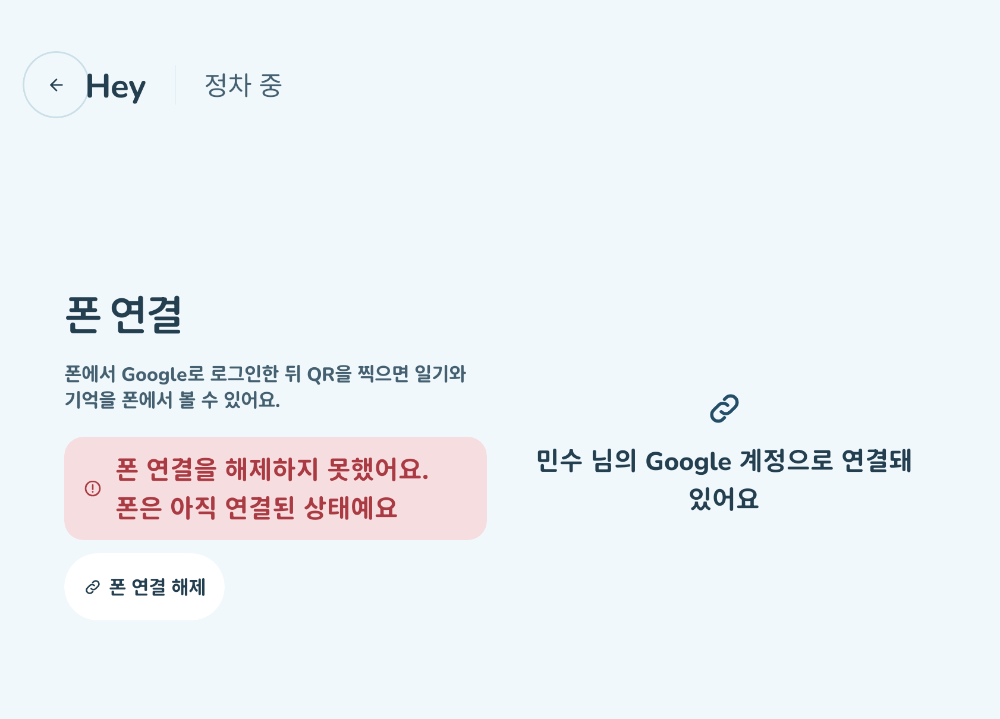 Hey
정차 중
폰 연결
폰에서 Google로 로그인한 뒤 QR을 찍으면 일기와
기억을 폰에서 볼 수 있어요.
폰 연결을 해제하지 못했어요.
폰은 아직 연결된 상태예요
폰 연결 해제
민수 님의 Google 계정으로 연결돼
있어요